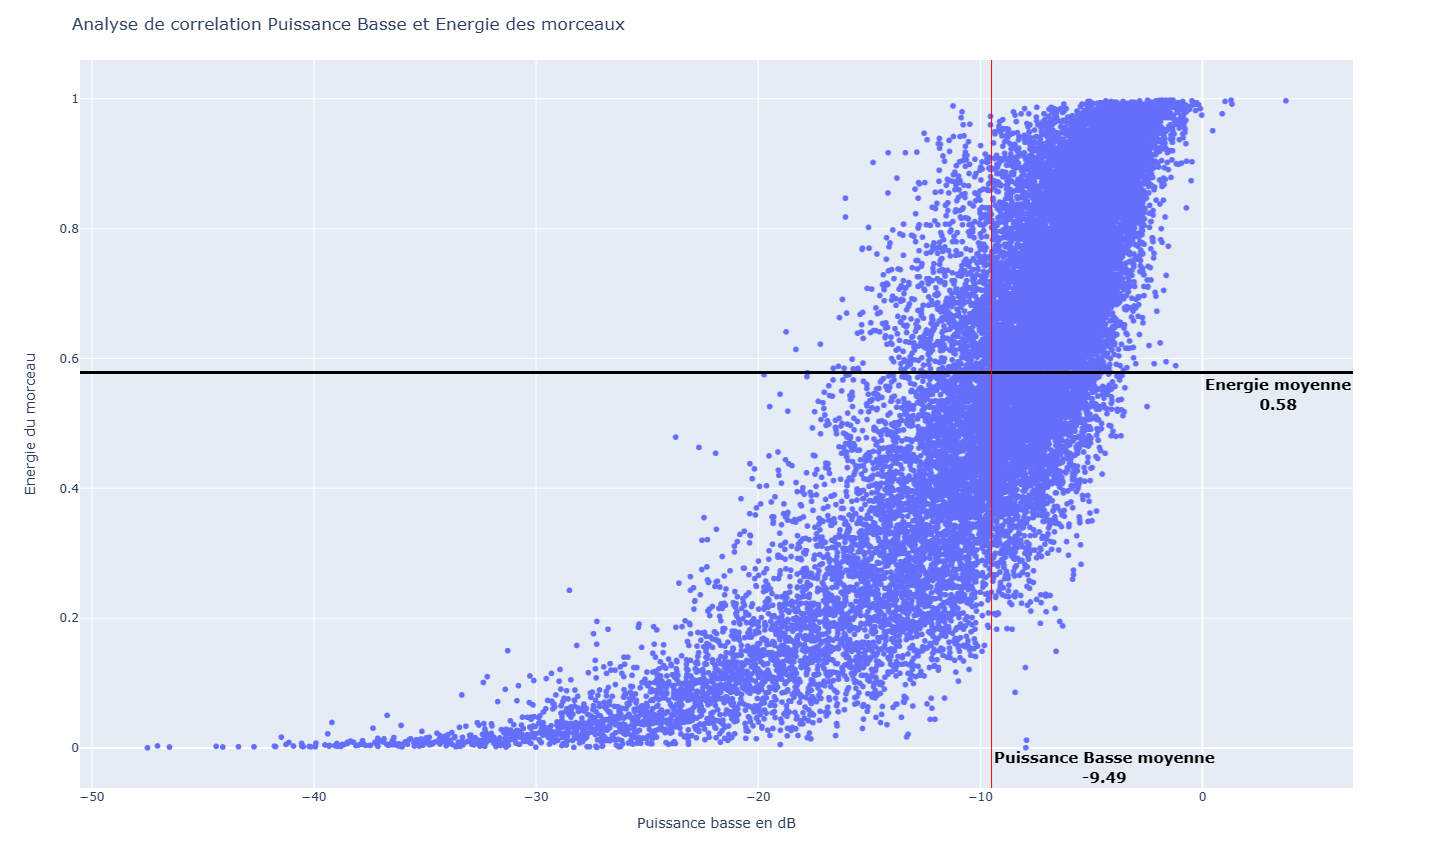 Analyse de correlation Puissance Basse et Energie des morceaux
Energie du morceau
1
0.8
0.6
0.4
0.2
0
Energie moyenne
0.58
Puissance Basse moyenne
-9.49
−50
−40
−30
−20
−10
0
Puissance basse en dB